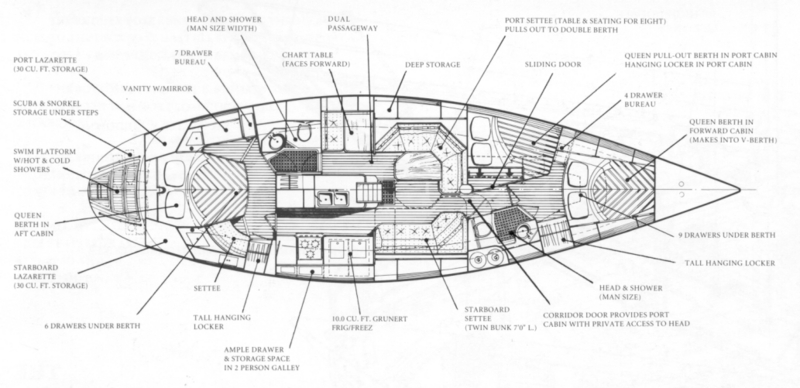 HEAD AND SHOWER
(MAN SIZE WIDTH)
DUAL
PASSAGEWAY
PORT SETTEE (TABLE & SEATING FOR EIGHT)
PULLS OUT TO DOUBLE BERTH
PORT LAZARETTE
(30 CU. FT. STORAGE)
7 DRAWER
BUREAU
CHART TABLE
(FACES FORWARD)
DEEP STORAGE
SLIDING DOOR
QUEEN PULL-OUT BERTH IN PORT CABIN
HANGING LOCKER IN PORT CABIN
VANITY W/MIRROR
4 DRAWER
BUREAU
SCUBA & SNORKEL
STORAGE UNDER STEPS
QUEEN BERTH IN
FORWARD CABIN
(MAKES INTO V-BERTH)
SWIM PLATFORM
W/HOT & COLD
SHOWERS
QUEEN
BERTH IN
AFT CABIN
9 DRAWERS UNDER BERTH
STARBOARD
LAZARETTE
(30 CU. FT. STORAGE)
TALL HANGING LOCKER
SETTEE
HEAD & SHOWER
(MAN SIZE)
6 DRAWERS UNDER BERTH
TALL HANGING
LOCKER
10.0 CU. FT. GRUNERT
FRIG/FREEZ
STARBOARD
SETTEE
(TWIN BUNK 7'0" L.)
CORRIDOR DOOR PROVIDES PORT
CABIN WITH PRIVATE ACCESS TO HEAD
AMPLE DRAWER
& STORAGE SPACE
IN 2 PERSON GALLEY